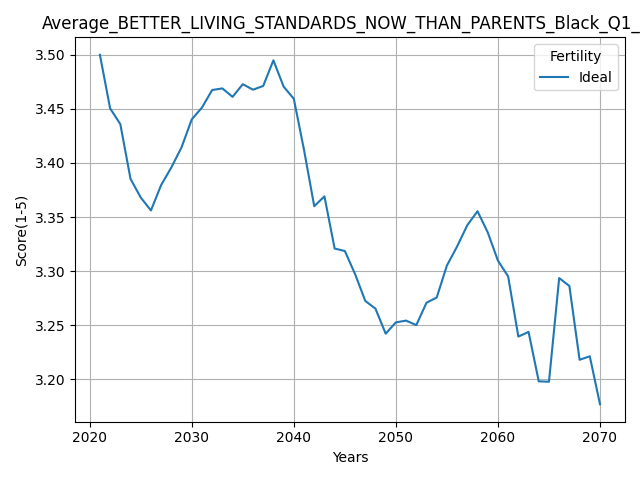 Average_BETTER_LIVING_STANDARDS_NOW_THAN_PARENTS_Black_Q1_
Fertility
Ideal
Score(1-5)
3.50
3.45
3.40
3.35
3.30
3.25
3.20
2020 2030 2040 2050 2060 2070
Years